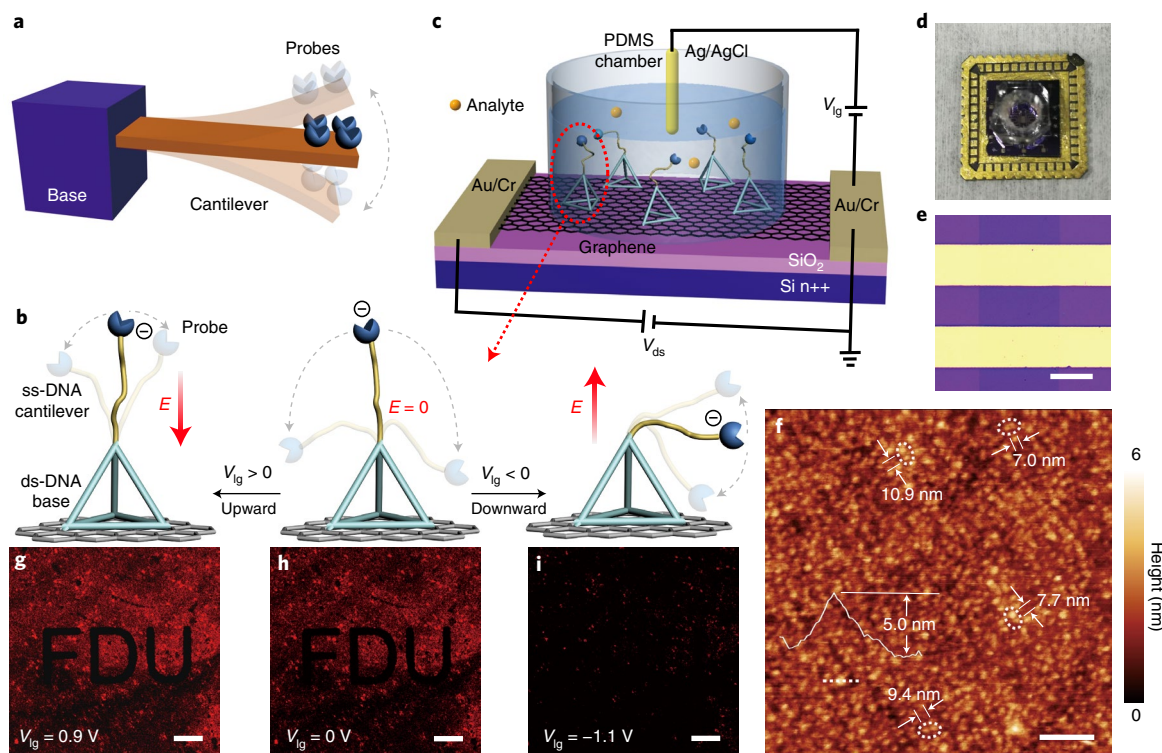 a
Probes
Base
Cantilever
c
PDMS
chamber
Ag/AgCl
Analyte
V_lg
Au/Cr
Au/Cr
Graphene
SiO₂
Si n++
V_ds
d
e
b
Probe
ss-DNA
cantilever
E
ds-DNA
base
V_lg > 0
Upward
E = 0
V_lg < 0
Downward
E
f
7.0 nm
10.9 nm
7.7 nm
5.0 nm
9.4 nm
6
Height (nm)
0
g
FDU
V_lg = 0.9 V
h
FDU
V_lg = 0 V
i
V_lg = −1.1 V